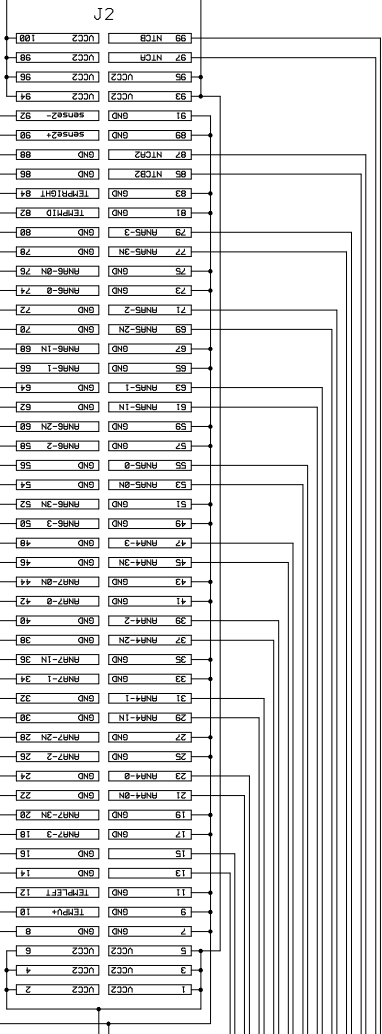 J2
100 VCC2 NTCB 99
98 VCC2 NTCA 97
96 VCC2 VCC2 95
94 VCC2 VCC2 93
92 sense2- GND 91
90 sense2+ GND 89
88 GND NTCA2 87
86 GND NTCB2 85
84 TEMPRIGHT GND 83
82 TEMPMID GND 81
80 GND ANA5-3 79
78 GND ANA5-3N 77
76 ANA6-0N GND 75
74 ANA6-0 GND 73
72 GND ANA5-2 71
70 GND ANA5-2N 69
68 ANA6-1N GND 67
66 ANA6-1 GND 65
64 GND ANA5-1 63
62 GND ANA5-1N 61
60 ANA6-2N GND 59
58 ANA6-2 GND 57
56 GND ANA5-0 55
54 GND ANA5-0N 53
52 ANA6-3N GND 51
50 ANA6-3 GND 49
48 GND ANA4-3 47
46 GND ANA4-3N 45
44 ANA7-0N GND 43
42 ANA7-0 GND 41
40 GND ANA4-2 39
38 GND ANA4-2N 37
36 ANA7-1N GND 35
34 ANA7-1 GND 33
32 GND ANA4-1 31
30 GND ANA4-1N 29
28 ANA7-2N GND 27
26 ANA7-2 GND 25
24 GND ANA4-0 23
22 GND ANA4-0N 21
20 ANA7-3N GND 19
18 ANA7-3 GND 17
16 GND 15
14 GND 13
12 TEMPLEFT GND 11
10 TEMPV+ GND 9
8 GND GND 7
6 VCC2 VCC2 5
4 VCC2 VCC2 3
2 VCC2 VCC2 1